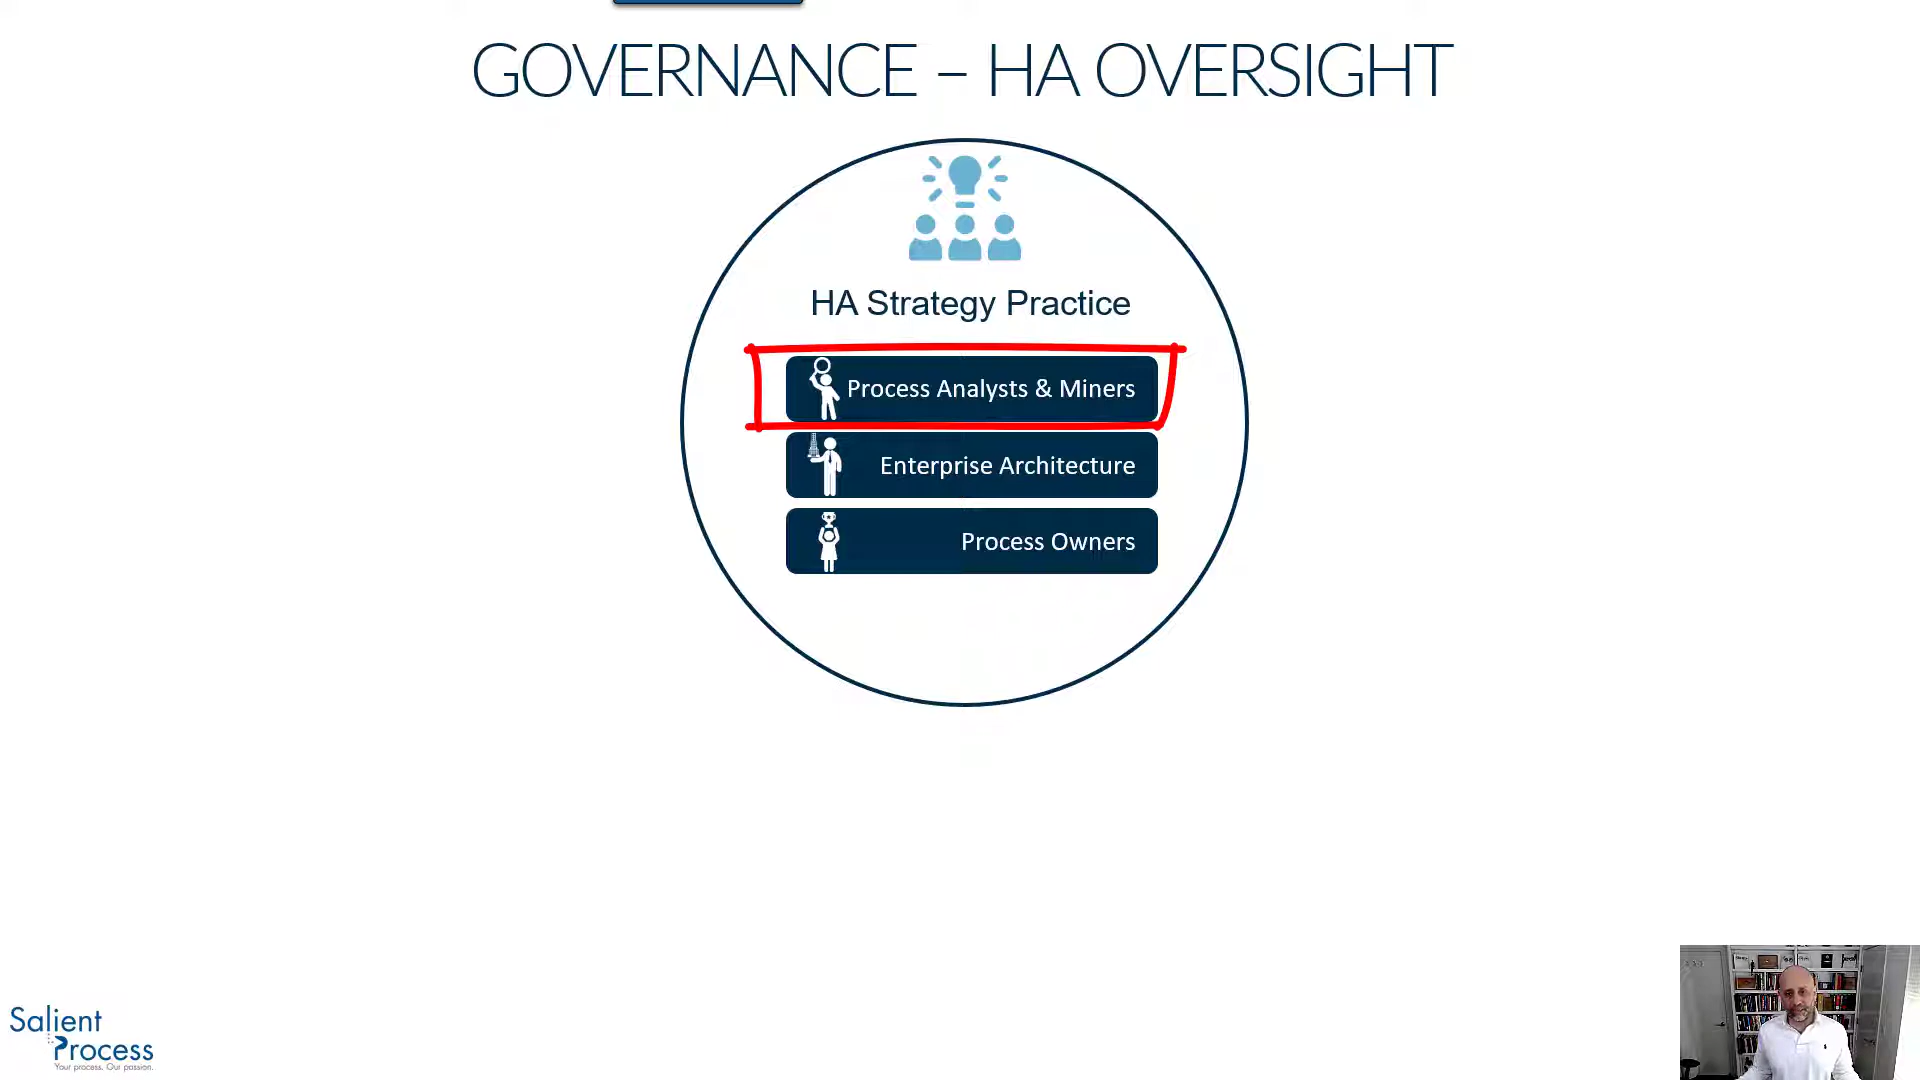 GOVERNANCE – HA OVERSIGHT
HA Strategy Practice
Process Analysts & Miners
Enterprise Architecture
Process Owners
Salient
Process
Your process. Our passion.